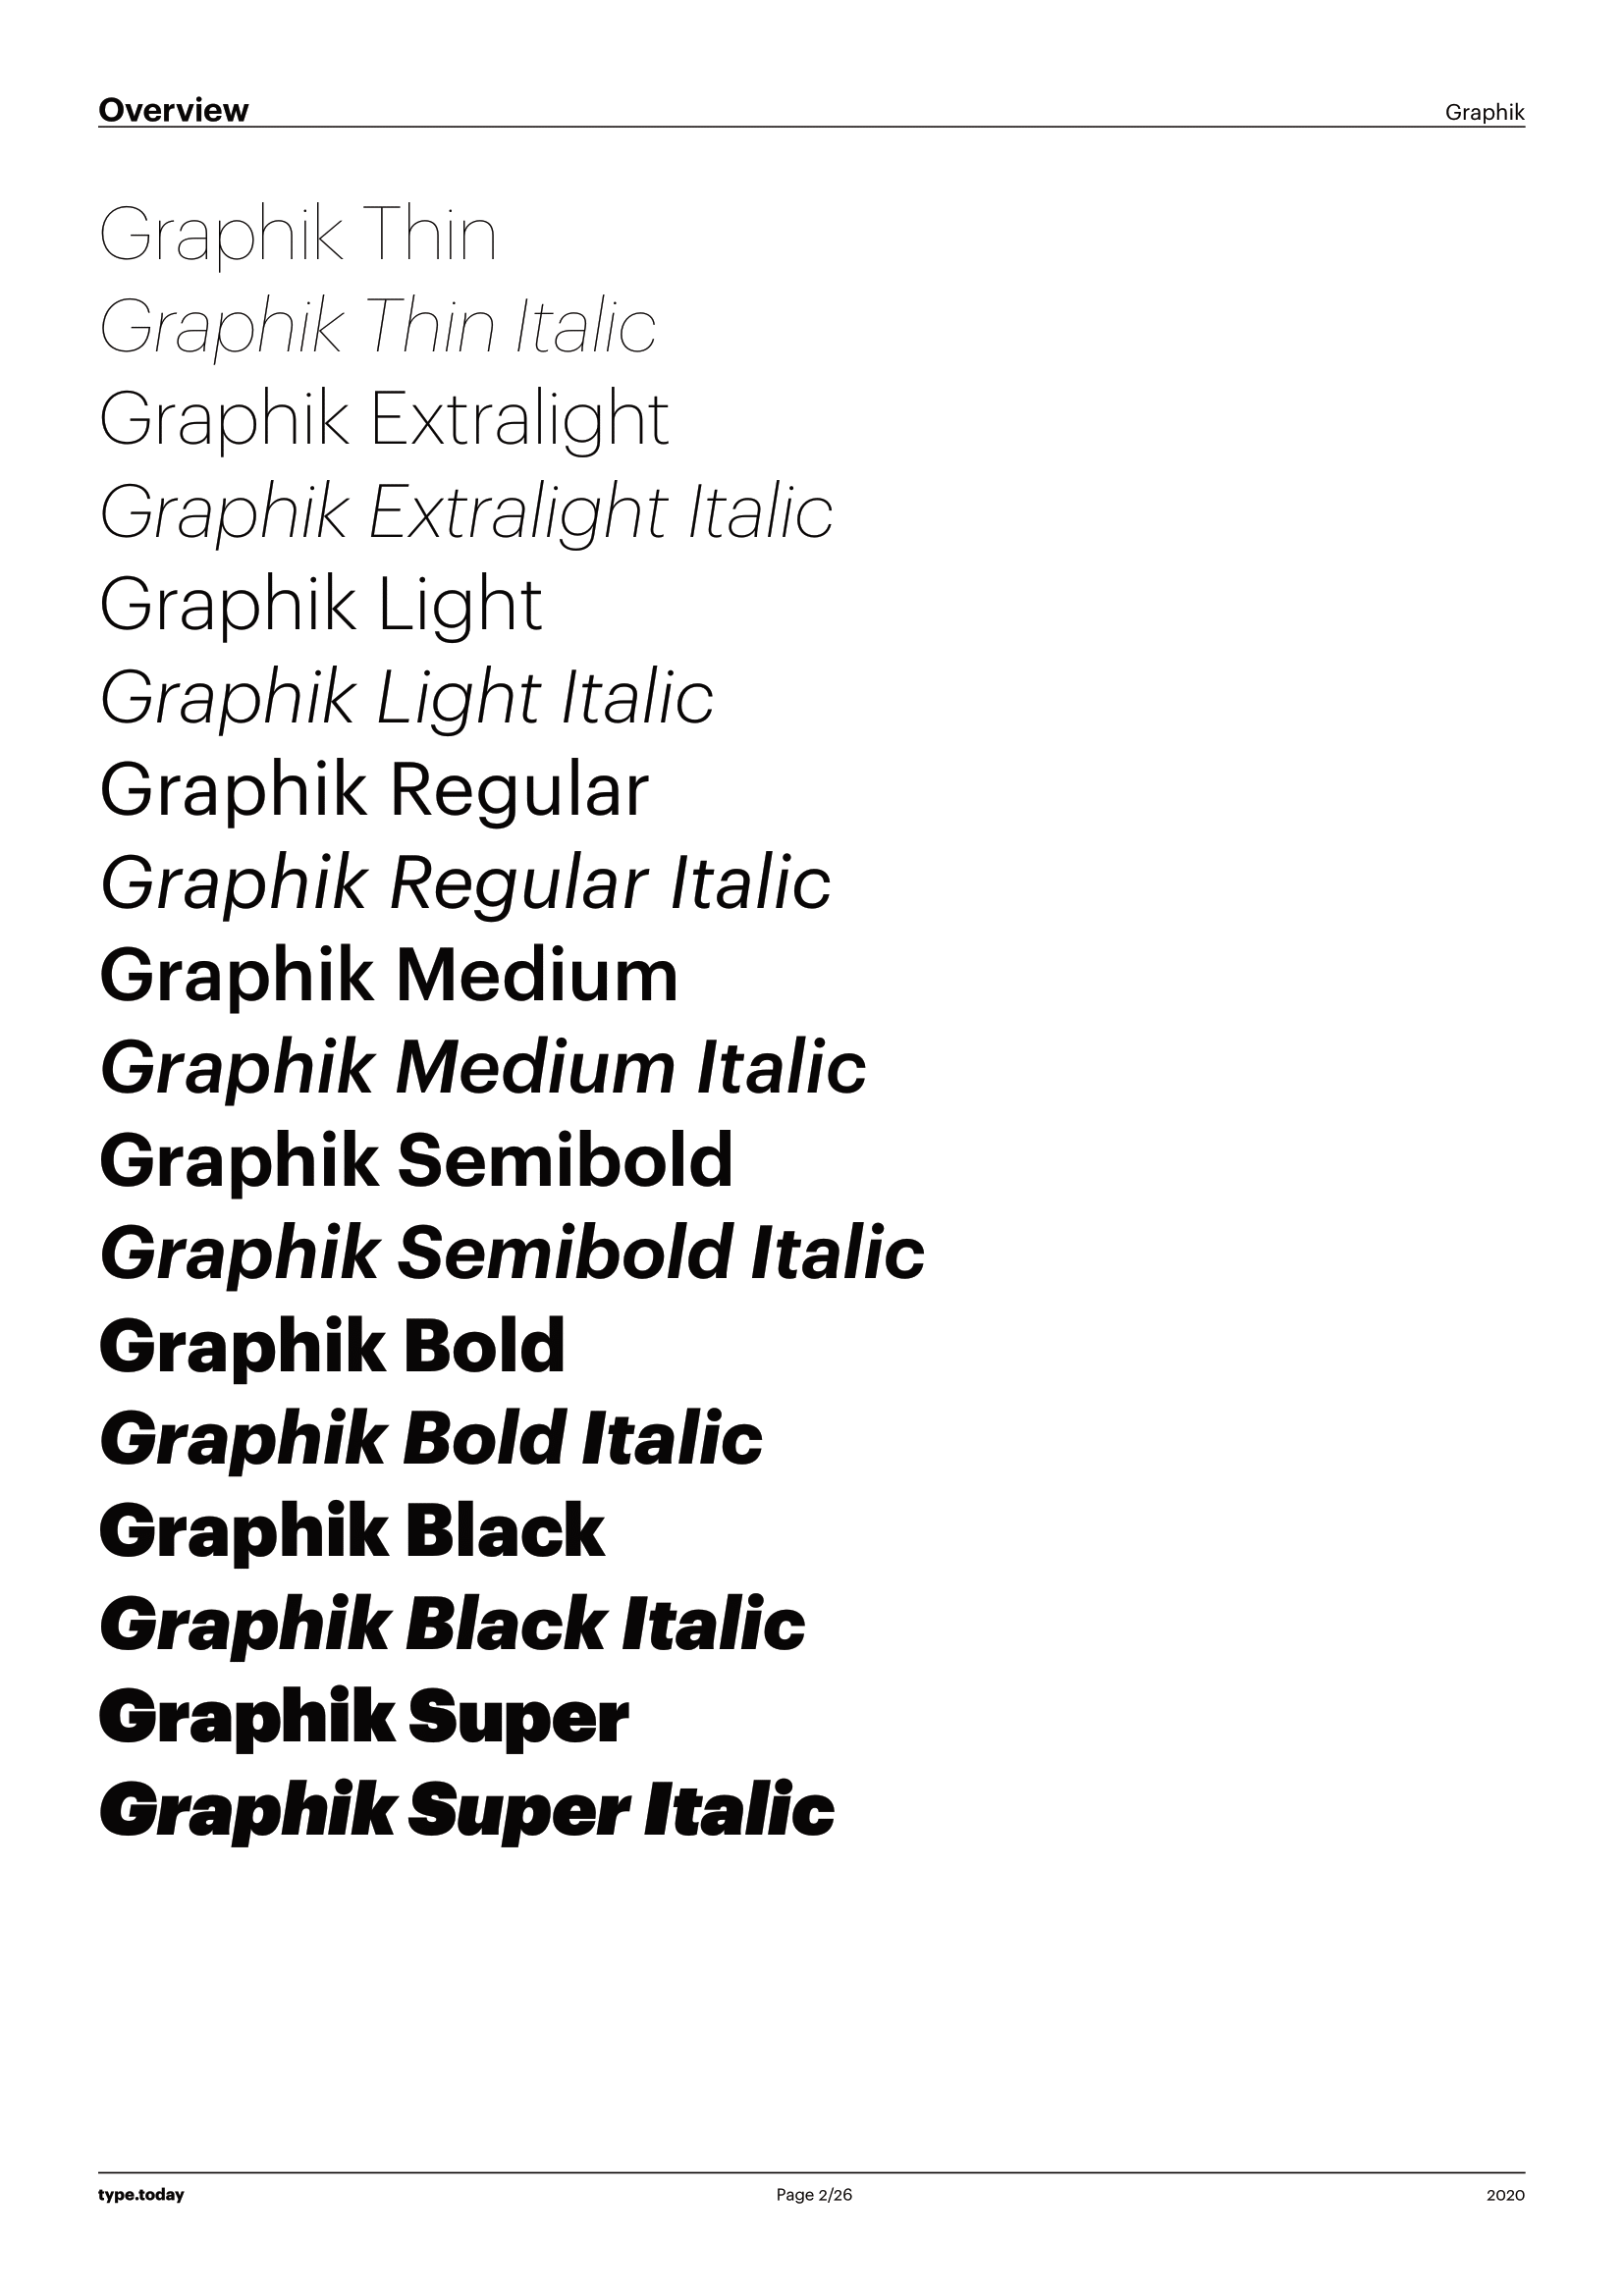 Overview
Graphik
Graphik Thin
Graphik Thin Italic
Graphik Extralight
Graphik Extralight Italic
Graphik Light
Graphik Light Italic
Graphik Regular
Graphik Regular Italic
Graphik Medium
Graphik Medium Italic
Graphik Semibold
Graphik Semibold Italic
Graphik Bold
Graphik Bold Italic
Graphik Black
Graphik Black Italic
Graphik Super
Graphik Super Italic
type.today
Page 2/26
2020